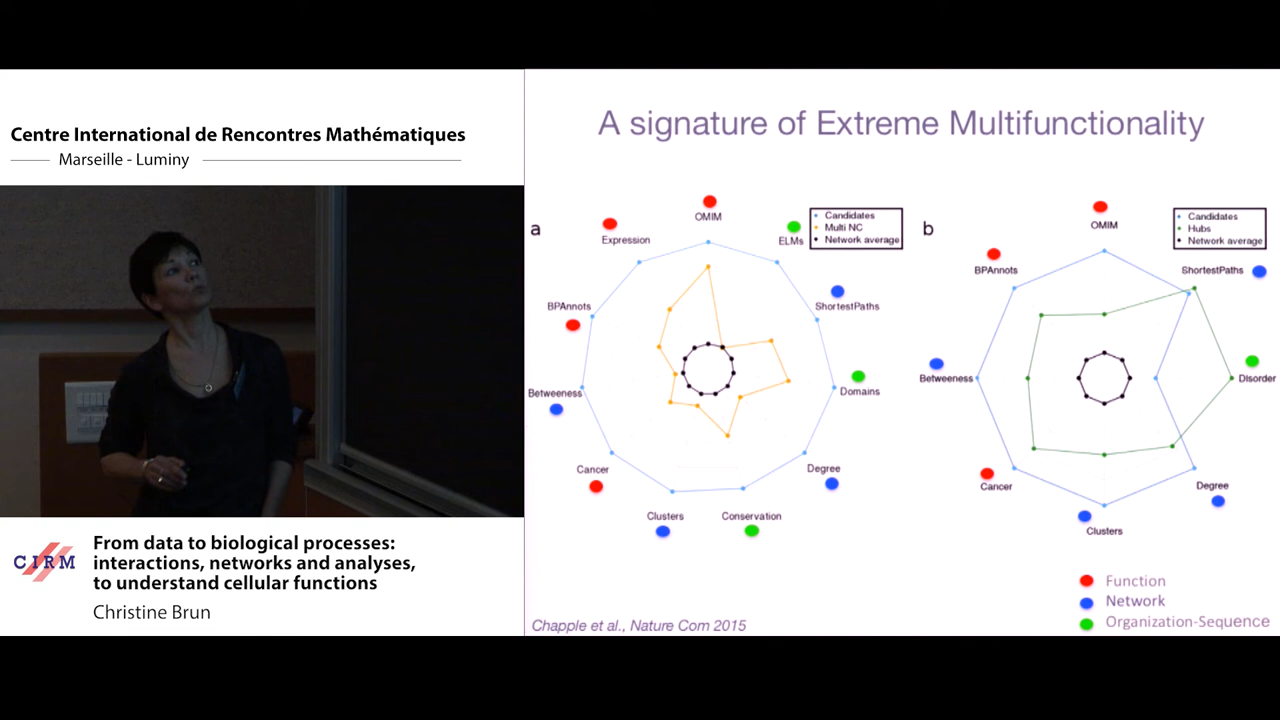 Centre International de Rencontres Mathématiques
Marseille - Luminy
CIRM
From data to biological processes:
interactions, networks and analyses,
to understand cellular functions
Christine Brun
A signature of Extreme Multifunctionality
a
OMIM
Expression
ELMs
Candidates
Multi NC
Network average
BPAnnots
ShortestPaths
Betweeness
Domains
Cancer
Degree
Clusters
Conservation
b
OMIM
Candidates
Hubs
Network average
BPAnnots
ShortestPaths
Betweeness
DIsorder
Cancer
Degree
Clusters
Function
Network
Organization-Sequence
Chapple et al., Nature Com 2015